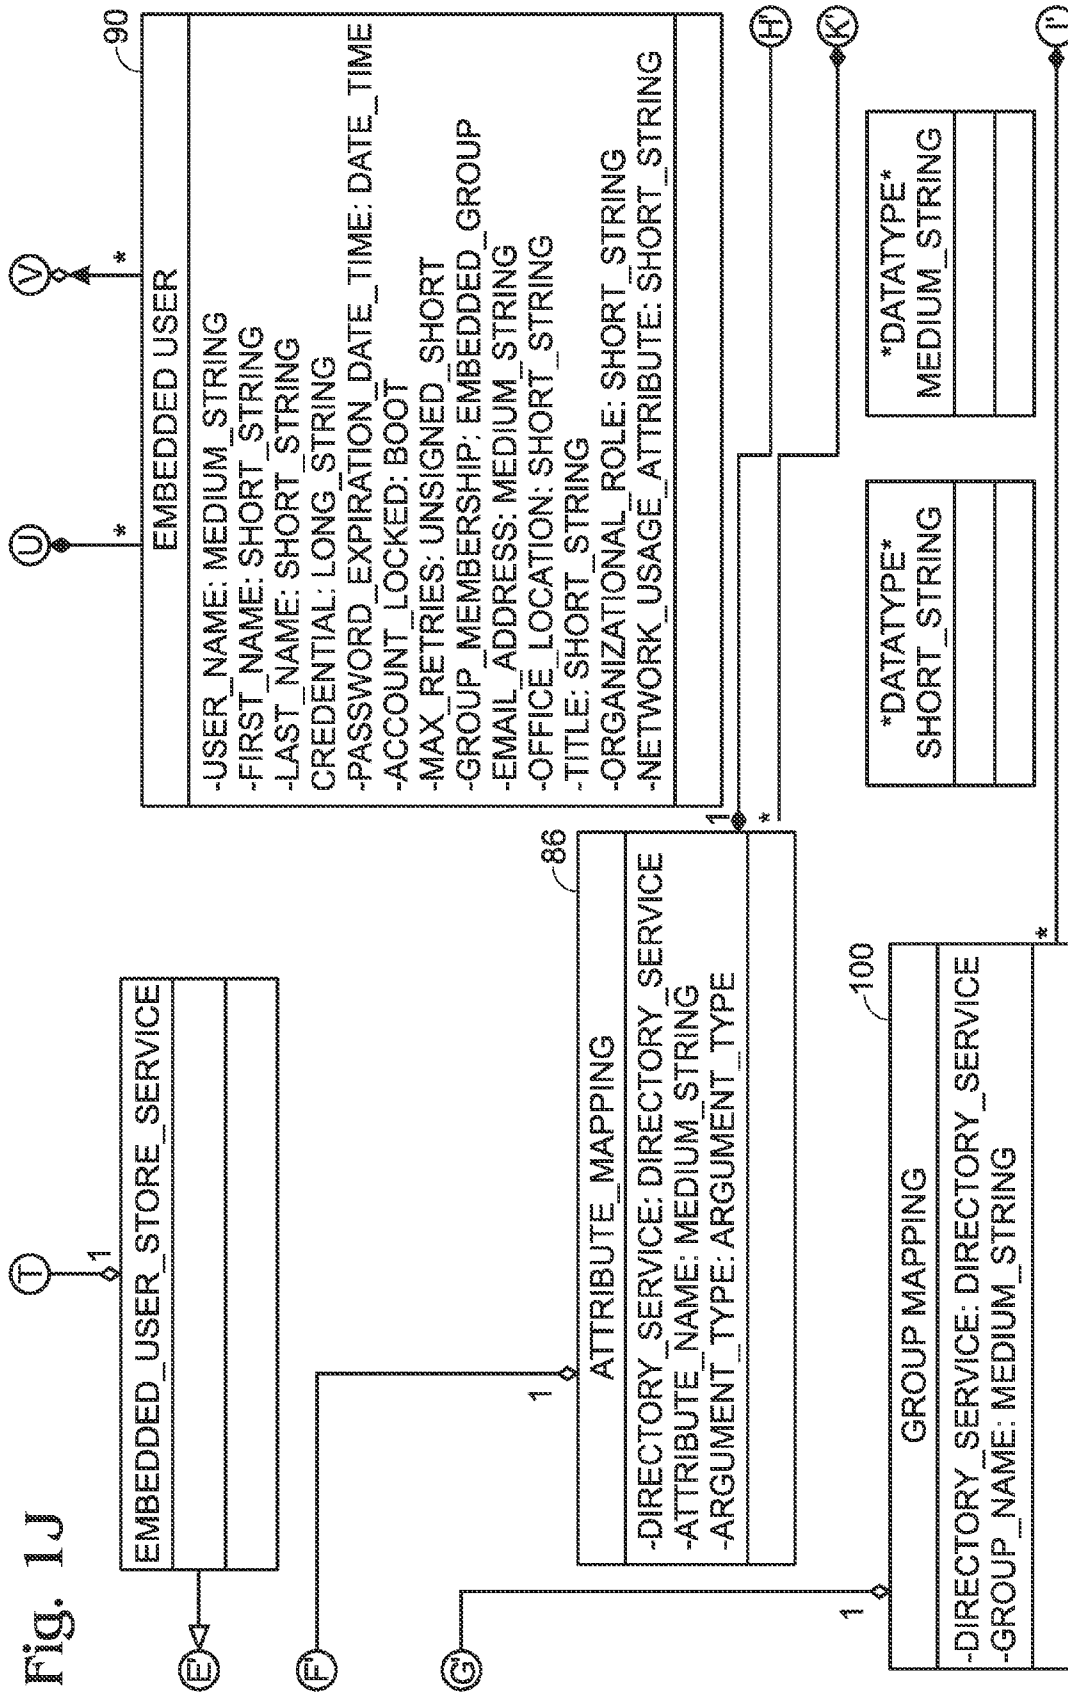 Fig. 1J
T
1
EMBEDDED_USER_STORE_SERVICE
E'
U
*
V
*
90
EMBEDDED USER
-USER_NAME: MEDIUM_STRING
-FIRST_NAME: SHORT_STRING
-LAST_NAME: SHORT_STRING
CREDENTIAL: LONG_STRING
-PASSWORD_EXPIRATION_DATE_TIME: DATE_TIME
-ACCOUNT_LOCKED: BOOT
-MAX_RETRIES: UNSIGNED_SHORT
-GROUP_MEMBERSHIP: EMBEDDED_GROUP
-EMAIL_ADDRESS: MEDIUM_STRING
-OFFICE_LOCATION: SHORT_STRING
-TITLE: SHORT_STRING
-ORGANIZATIONAL_ROLE: SHORT_STRING
-NETWORK_USAGE_ATTRIBUTE: SHORT_STRING
F'
1
86
ATTRIBUTE_MAPPING
-DIRECTORY_SERVICE: DIRECTORY_SERVICE
-ATTRIBUTE_NAME: MEDIUM_STRING
-ARGUMENT_TYPE: ARGUMENT_TYPE
1
H'
*
K'
G'
1
100
GROUP MAPPING
-DIRECTORY_SERVICE: DIRECTORY_SERVICE
-GROUP_NAME: MEDIUM_STRING
*
I'
*DATATYPE*
SHORT_STRING
*DATATYPE*
MEDIUM_STRING